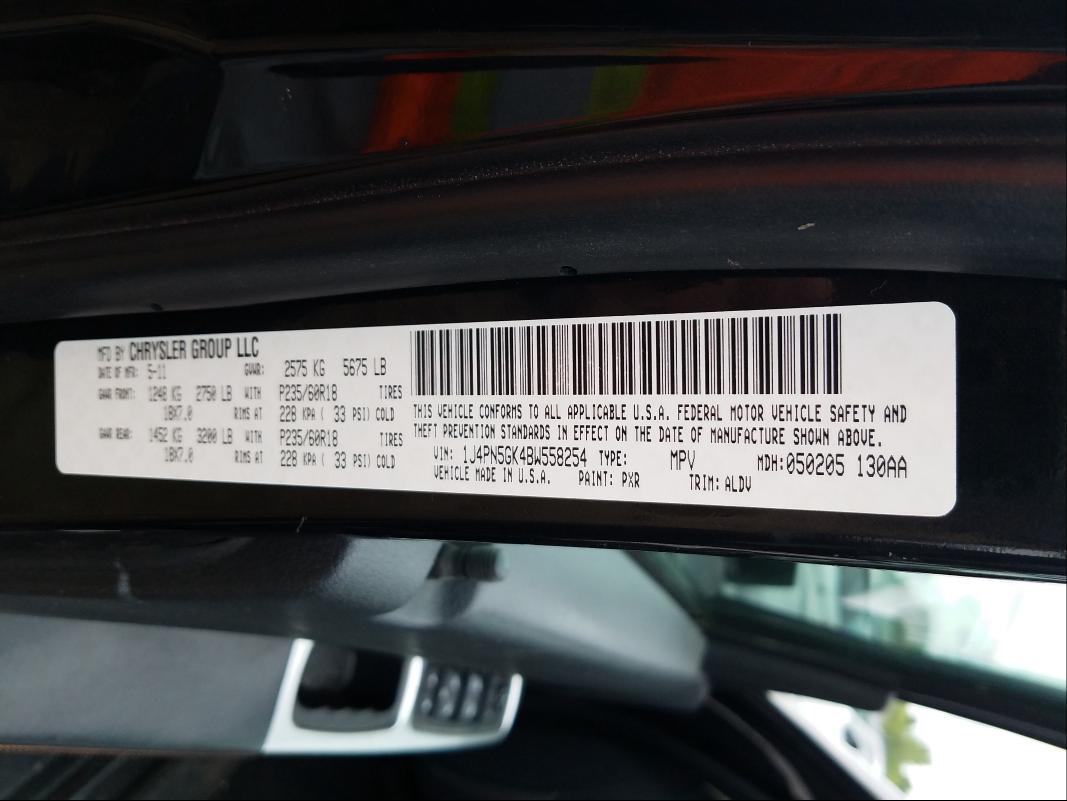 MFD BY CHRYSLER GROUP LLC
DATE OF MFR: 5-11 GVWR: 2575 KG 5675 LB
GAWR FRONT: 1248 KG 2750 LB WITH P235/60R18 TIRES
18X7.0 RIMS AT 228 KPA ( 33 PSI) COLD
GAWR REAR: 1452 KG 3200 LB WITH P235/60R18 TIRES
18X7.0 RIMS AT 228 KPA ( 33 PSI) COLD
THIS VEHICLE CONFORMS TO ALL APPLICABLE U.S.A. FEDERAL MOTOR VEHICLE SAFETY AND
THEFT PREVENTION STANDARDS IN EFFECT ON THE DATE OF MANUFACTURE SHOWN ABOVE.
VIN: 1J4PN5GK4BW558254 TYPE: MPV MDH: 050205 130AA
VEHICLE MADE IN U.S.A. PAINT: PXR TRIM: ALDV